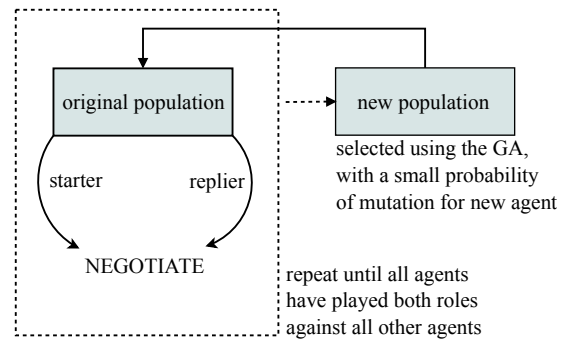 original population
new population
selected using the GA,
with a small probability
of mutation for new agent
starter
replier
NEGOTIATE
repeat until all agents
have played both roles
against all other agents